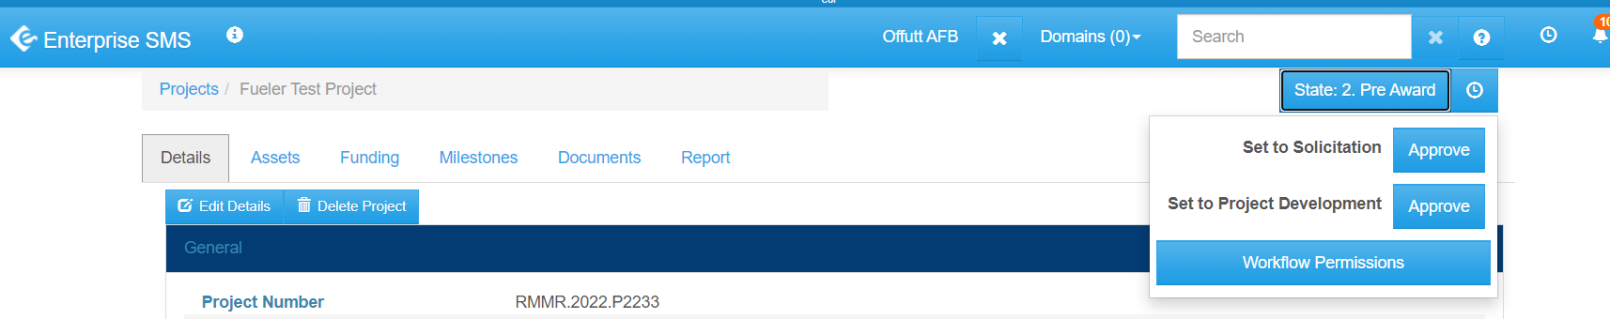 CUI
Enterprise SMS
Offutt AFB
Domains (0)
Search
10
Projects / Fueler Test Project
State: 2. Pre Award
Set to Solicitation Approve
Set to Project Development Approve
Workflow Permissions
Details Assets Funding Milestones Documents Report
Edit Details Delete Project
General
Project Number RMMR.2022.P2233